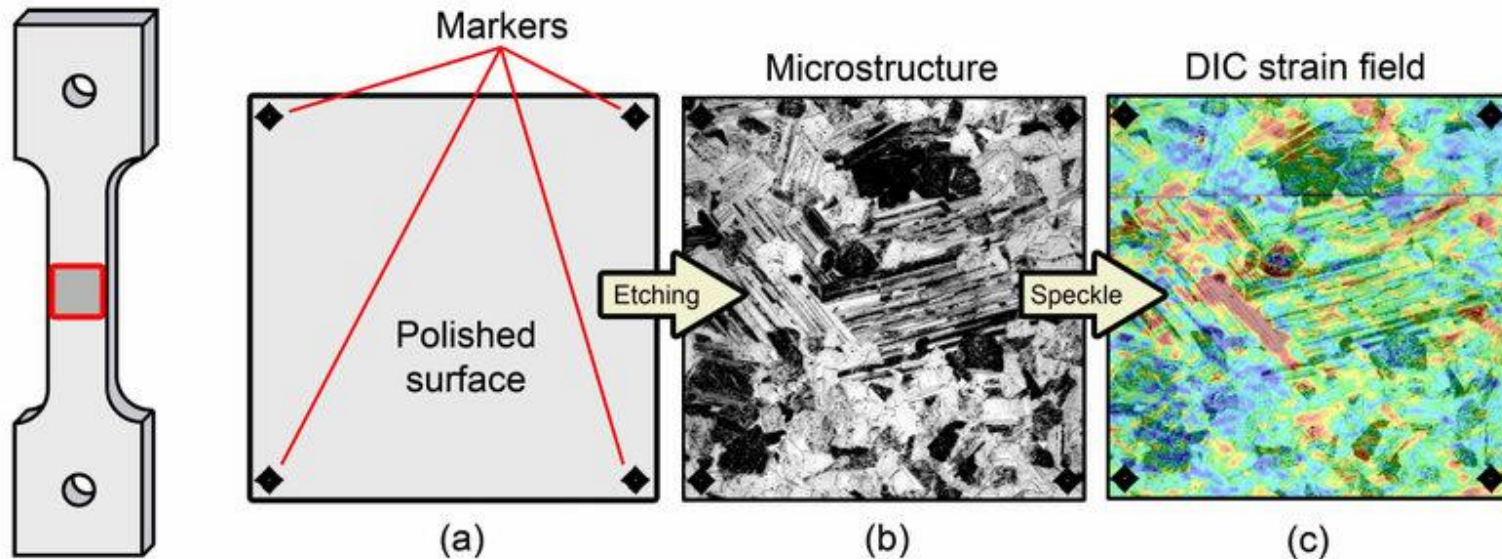 Markers
Microstructure
DIC strain field
Etching
Speckle
Polished
surface
(a)
(b)
(c)